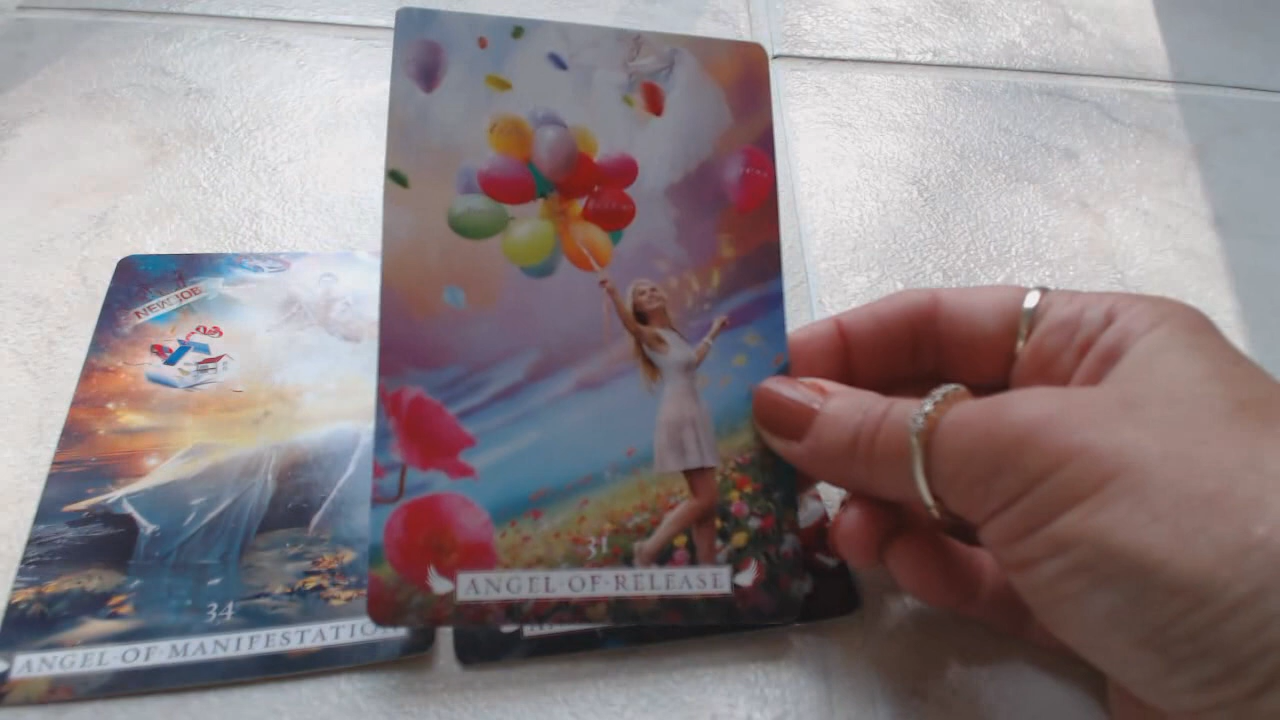 NEW JOB
34
ANGEL·OF·MANIFESTATION
31
ANGEL·OF·RELEASE